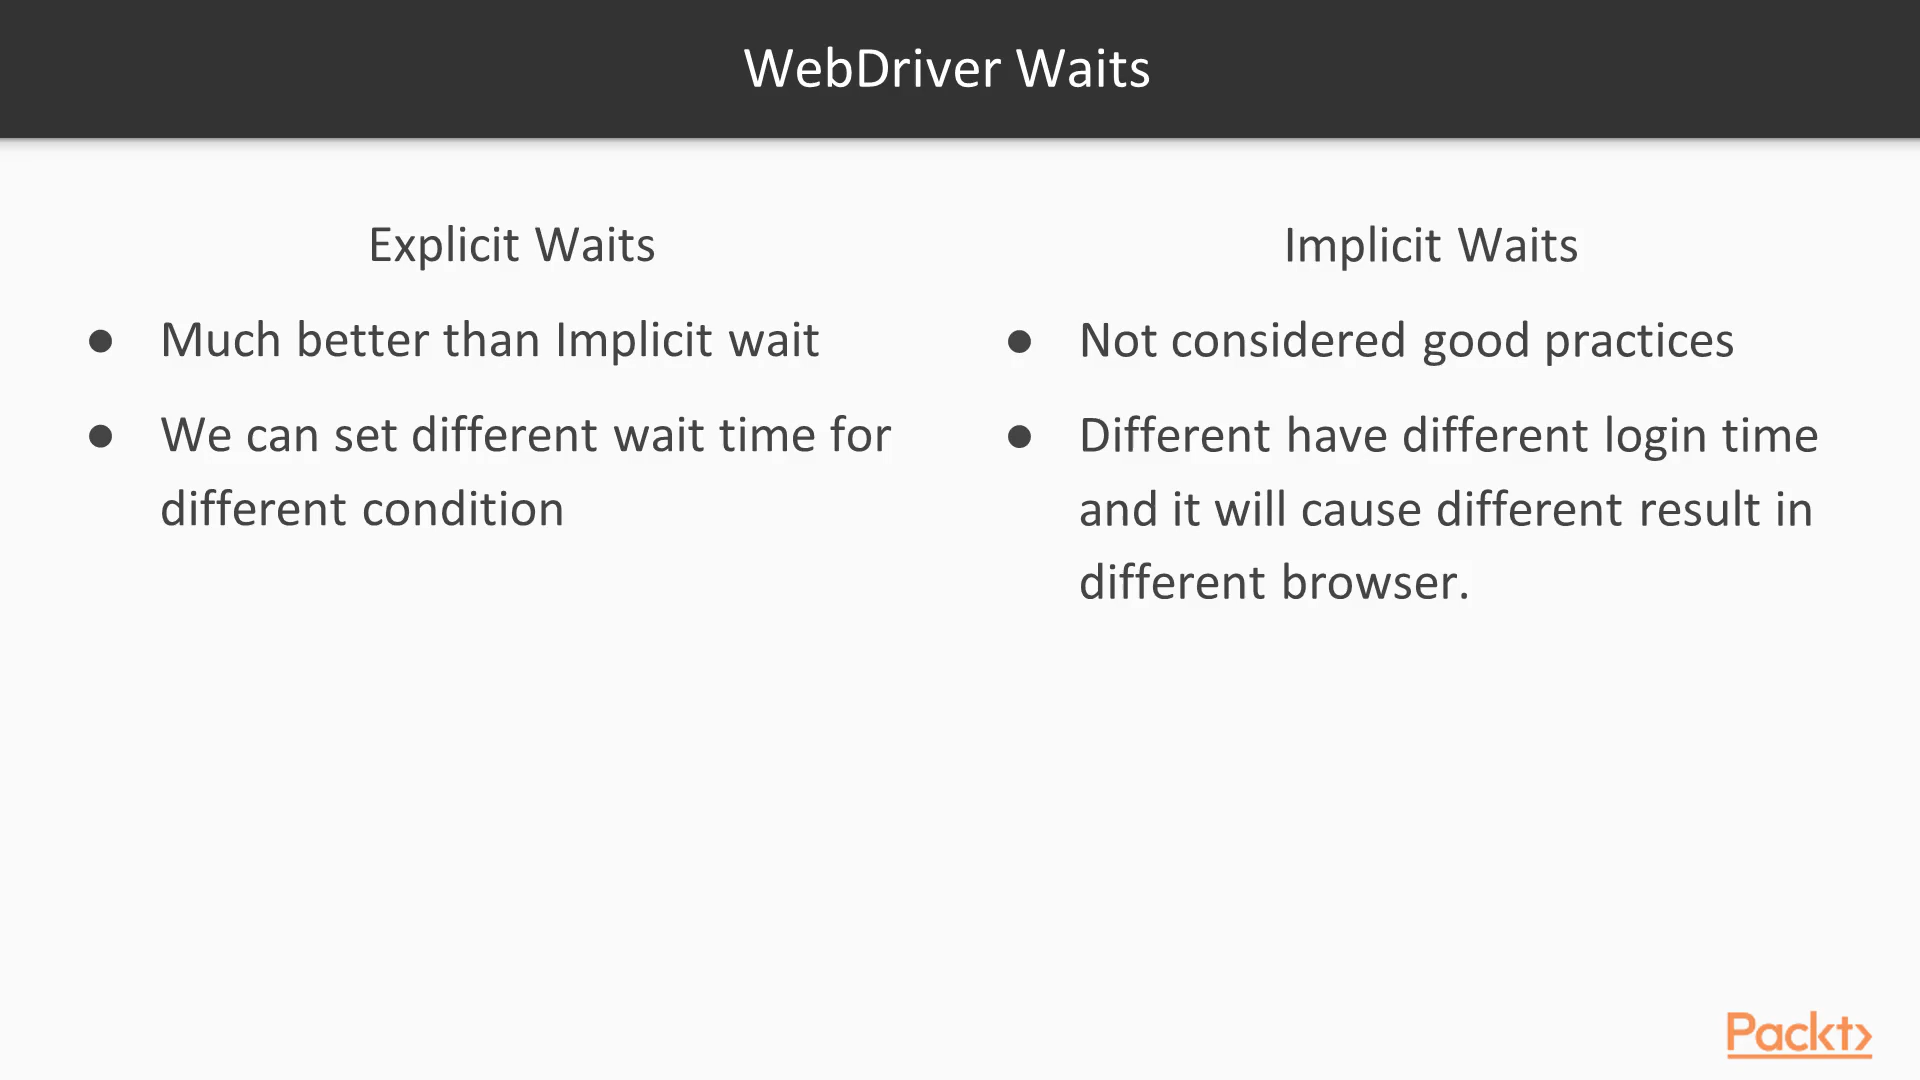 WebDriver Waits
Explicit Waits
● Much better than Implicit wait
● We can set different wait time for
different condition
Implicit Waits
● Not considered good practices
● Different have different login time
and it will cause different result in
different browser.
Packt>